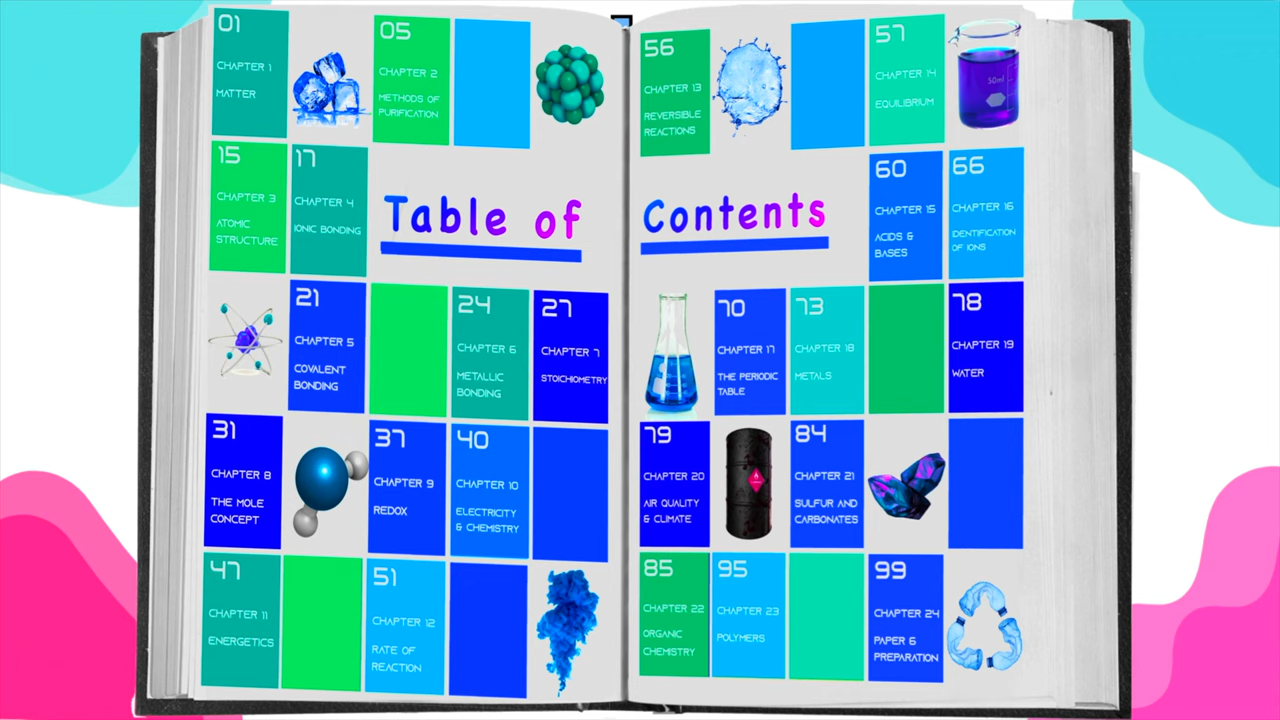 01
CHAPTER 1
MATTER
05
CHAPTER 2
METHODS OF
PURIFICATION
15
CHAPTER 3
ATOMIC
STRUCTURE
17
CHAPTER 4
IONIC BONDING
Table of
21
CHAPTER 5
COVALENT
BONDING
24
CHAPTER 6
METALLIC
BONDING
27
CHAPTER 7
STOICHIOMETRY
31
CHAPTER 8
THE MOLE
CONCEPT
37
CHAPTER 9
REDOX
40
CHAPTER 10
ELECTRICITY
& CHEMISTRY
47
CHAPTER 11
ENERGETICS
51
CHAPTER 12
RATE OF
REACTION
56
CHAPTER 13
REVERSIBLE
REACTIONS
57
CHAPTER 14
EQUILIBRIUM
50ml
Contents
60
CHAPTER 15
ACIDS &
BASES
66
CHAPTER 16
IDENTIFICATION
OF IONS
70
CHAPTER 17
THE PERIODIC
TABLE
73
CHAPTER 18
METALS
78
CHAPTER 19
WATER
79
CHAPTER 20
AIR QUALITY
& CLIMATE
84
CHAPTER 21
SULFUR AND
CARBONATES
85
CHAPTER 22
ORGANIC
CHEMISTRY
95
CHAPTER 23
POLYMERS
99
CHAPTER 24
PAPER 6
PREPARATION